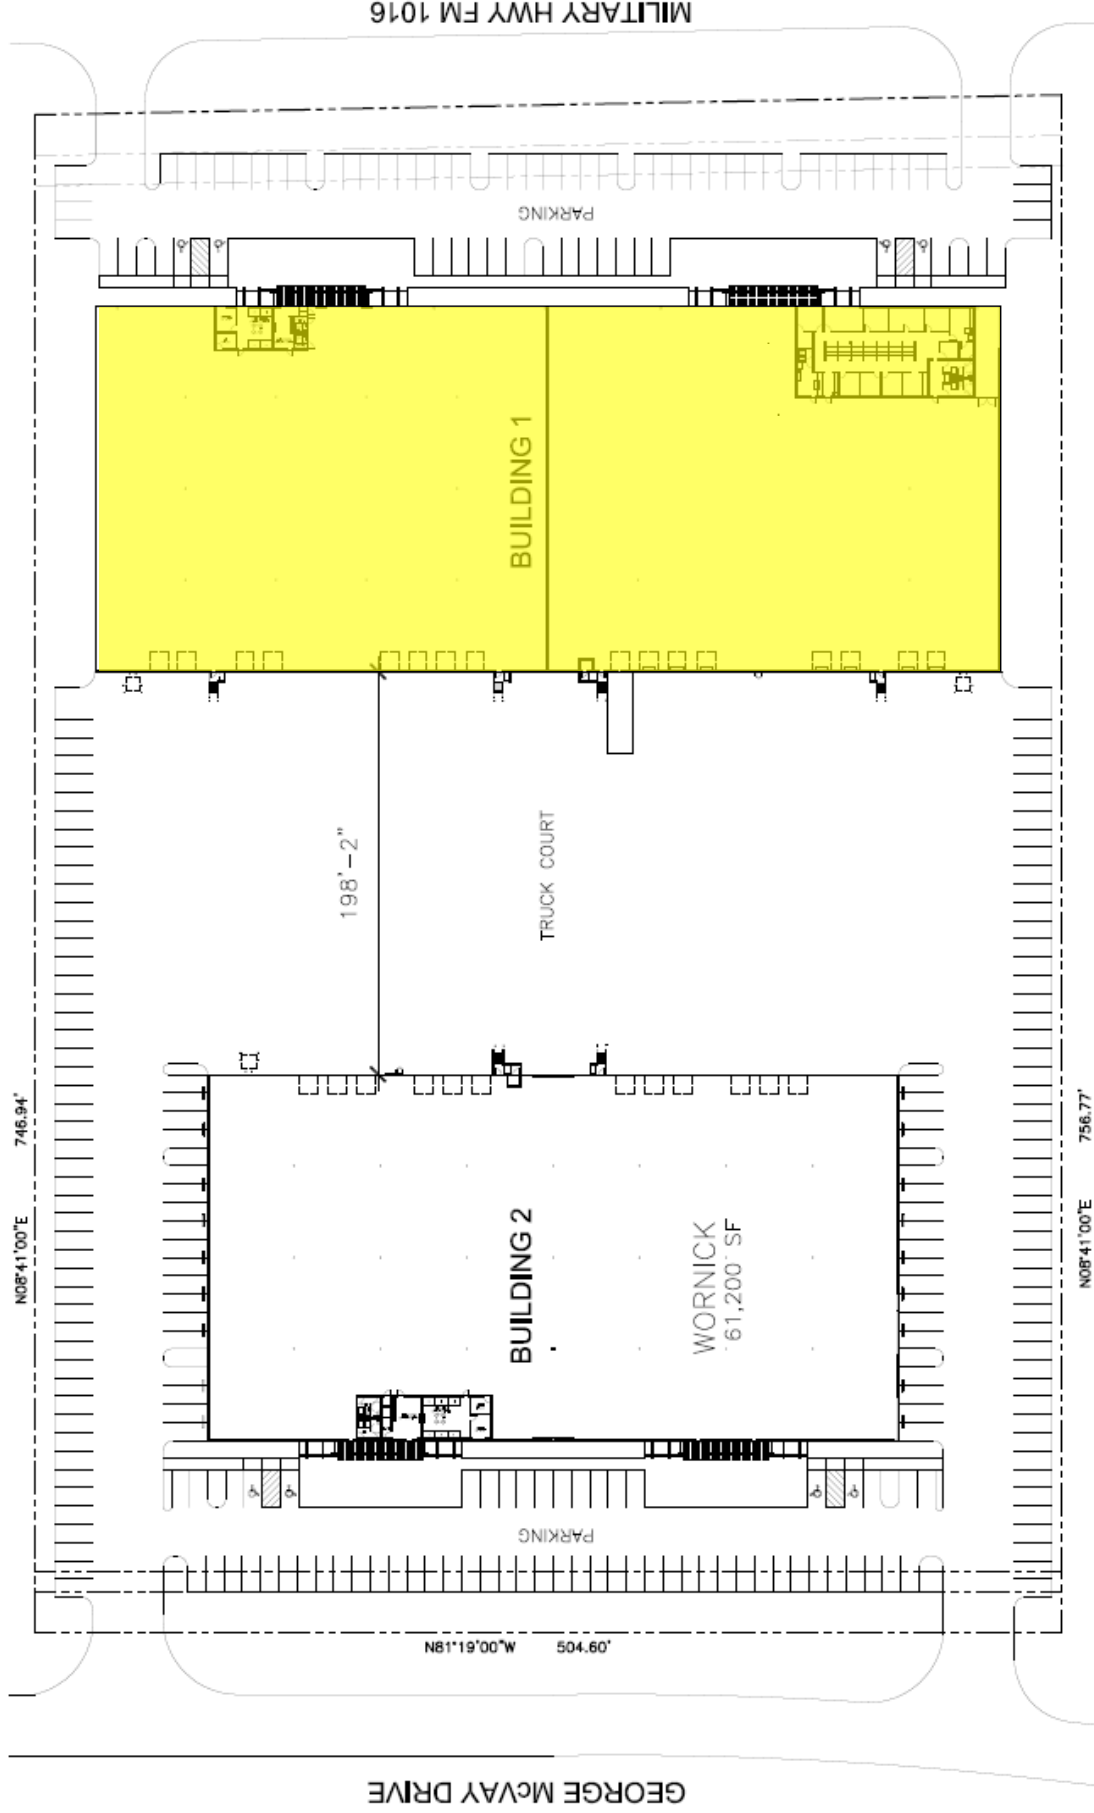 MILITARY HWY FM 1016
PARKING
BUILDING 1
198'-2"
TRUCK COURT
746.94'
N08°41'00"E
756.77'
N08°41'00"E
BUILDING 2
WORNICK
61,200 SF
PARKING
N81°19'00"W 504.60'
GEORGE McVAY DRIVE